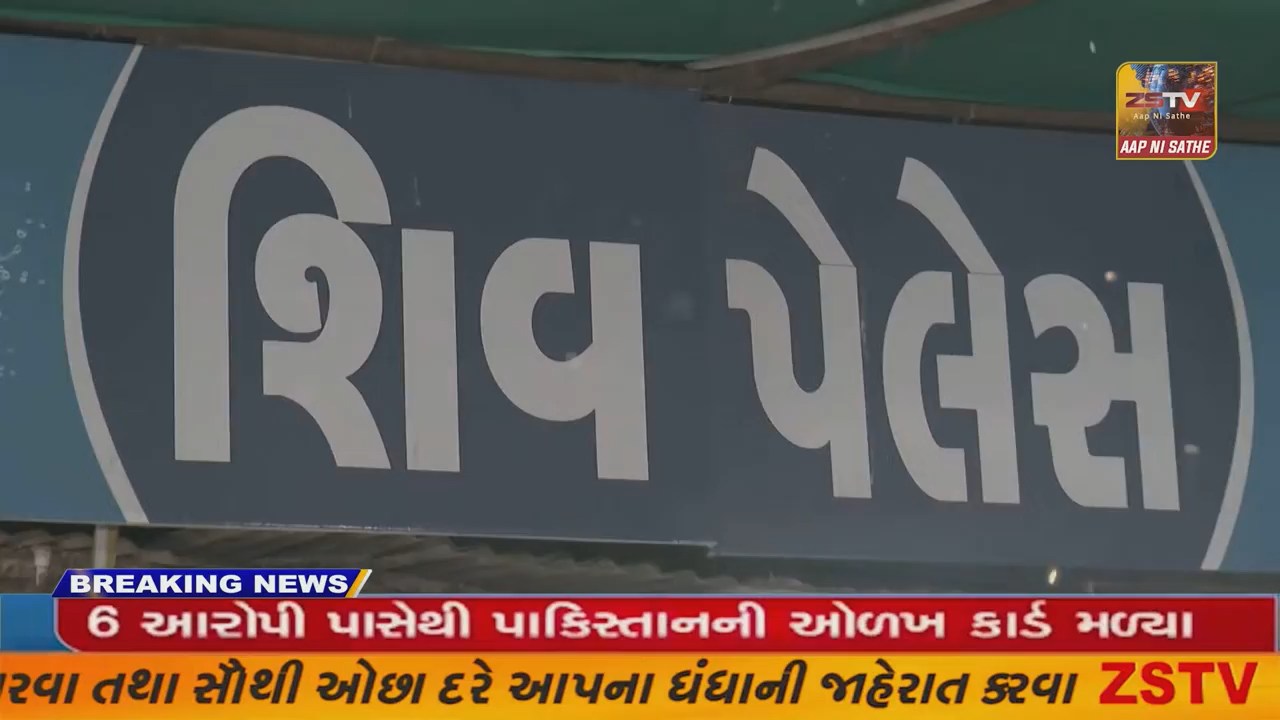 ZSTV
Aap Ni Sathe
AAP NI SATHE
શિવ પેલેસ
BREAKING NEWS
6 આરોપી પાસેથી પાકિસ્તાનની ઓળખ કાર્ડ મળ્યા
તથા સૌથી ઓછા દરે આપના ધંધાની જાહેરાત કરવા ZSTV